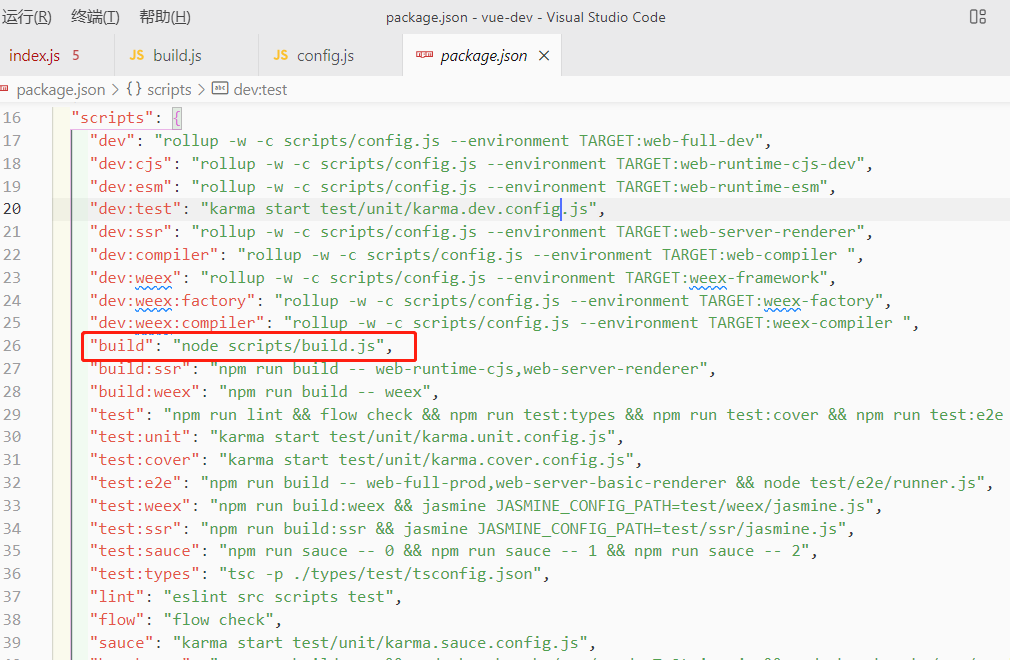 运行(R) 终端(T) 帮助(H) package.json - vue-dev - Visual Studio Code
index.js 5 JS build.js JS config.js package.json ×
package.json > {} scripts > abc dev:test
16 "scripts": {
17 "dev": "rollup -w -c scripts/config.js --environment TARGET:web-full-dev",
18 "dev:cjs": "rollup -w -c scripts/config.js --environment TARGET:web-runtime-cjs-dev",
19 "dev:esm": "rollup -w -c scripts/config.js --environment TARGET:web-runtime-esm",
20 "dev:test": "karma start test/unit/karma.dev.config.js",
21 "dev:ssr": "rollup -w -c scripts/config.js --environment TARGET:web-server-renderer",
22 "dev:compiler": "rollup -w -c scripts/config.js --environment TARGET:web-compiler ",
23 "dev:weex": "rollup -w -c scripts/config.js --environment TARGET:weex-framework",
24 "dev:weex:factory": "rollup -w -c scripts/config.js --environment TARGET:weex-factory",
25 "dev:weex:compiler": "rollup -w -c scripts/config.js --environment TARGET:weex-compiler ",
26 "build": "node scripts/build.js",
27 "build:ssr": "npm run build -- web-runtime-cjs,web-server-renderer",
28 "build:weex": "npm run build -- weex",
29 "test": "npm run lint && flow check && npm run test:types && npm run test:cover && npm run test:e2e
30 "test:unit": "karma start test/unit/karma.unit.config.js",
31 "test:cover": "karma start test/unit/karma.cover.config.js",
32 "test:e2e": "npm run build -- web-full-prod,web-server-basic-renderer && node test/e2e/runner.js",
33 "test:weex": "npm run build:weex && jasmine JASMINE_CONFIG_PATH=test/weex/jasmine.js",
34 "test:ssr": "npm run build:ssr && jasmine JASMINE_CONFIG_PATH=test/ssr/jasmine.js",
35 "test:sauce": "npm run sauce -- 0 && npm run sauce -- 1 && npm run sauce -- 2",
36 "test:types": "tsc -p ./types/test/tsconfig.json",
37 "lint": "eslint src scripts test",
38 "flow": "flow check",
39 "sauce": "karma start test/unit/karma.sauce.config.js",